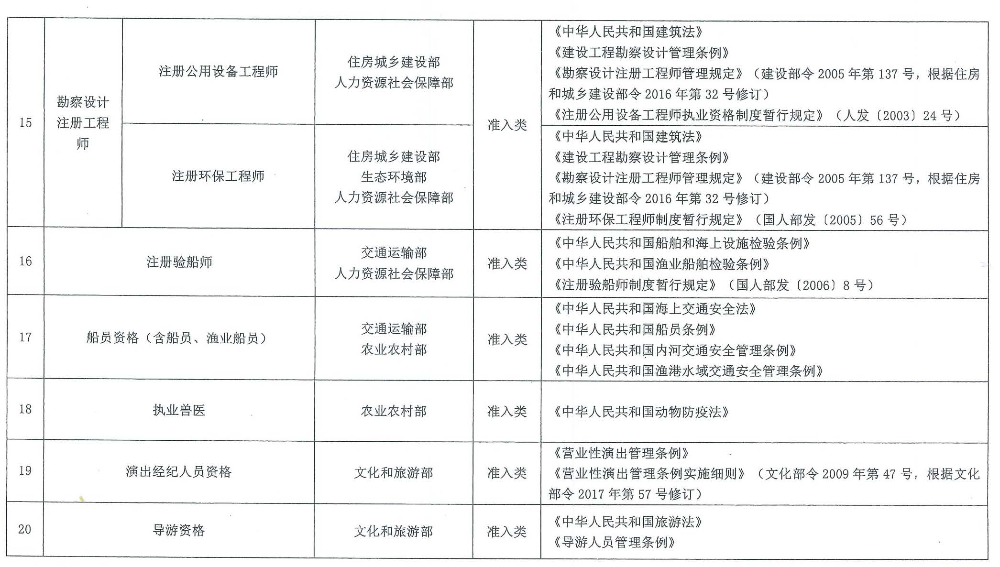 15
勘察设计
注册工程
师
注册公用设备工程师
住房城乡建设部
人力资源社会保障部
准入类
《中华人民共和国建筑法》
《建设工程勘察设计管理条例》
《勘察设计注册工程师管理规定》（建设部令 2005 年第 137 号，根据住房
和城乡建设部令 2016 年第 32 号修订）
《注册公用设备工程师执业资格制度暂行规定》（人发〔2003〕24 号）
注册环保工程师
住房城乡建设部
生态环境部
人力资源社会保障部
《中华人民共和国建筑法》
《建设工程勘察设计管理条例》
《勘察设计注册工程师管理规定》（建设部令 2005 年第 137 号，根据住房
和城乡建设部令 2016 年第 32 号修订）
《注册环保工程师制度暂行规定》（国人部发〔2005〕56 号）
16
注册验船师
交通运输部
人力资源社会保障部
准入类
《中华人民共和国船舶和海上设施检验条例》
《中华人民共和国渔业船舶检验条例》
《注册验船师制度暂行规定》（国人部发〔2006〕8 号）
17
船员资格（含船员、渔业船员）
交通运输部
农业农村部
准入类
《中华人民共和国海上交通安全法》
《中华人民共和国船员条例》
《中华人民共和国内河交通安全管理条例》
《中华人民共和国渔港水域交通安全管理条例》
18
执业兽医
农业农村部
准入类
《中华人民共和国动物防疫法》
19
演出经纪人员资格
文化和旅游部
准入类
《营业性演出管理条例》
《营业性演出管理条例实施细则》（文化部令 2009 年第 47 号，根据文化
部令 2017 年第 57 号修订）
20
导游资格
文化和旅游部
准入类
《中华人民共和国旅游法》
《导游人员管理条例》